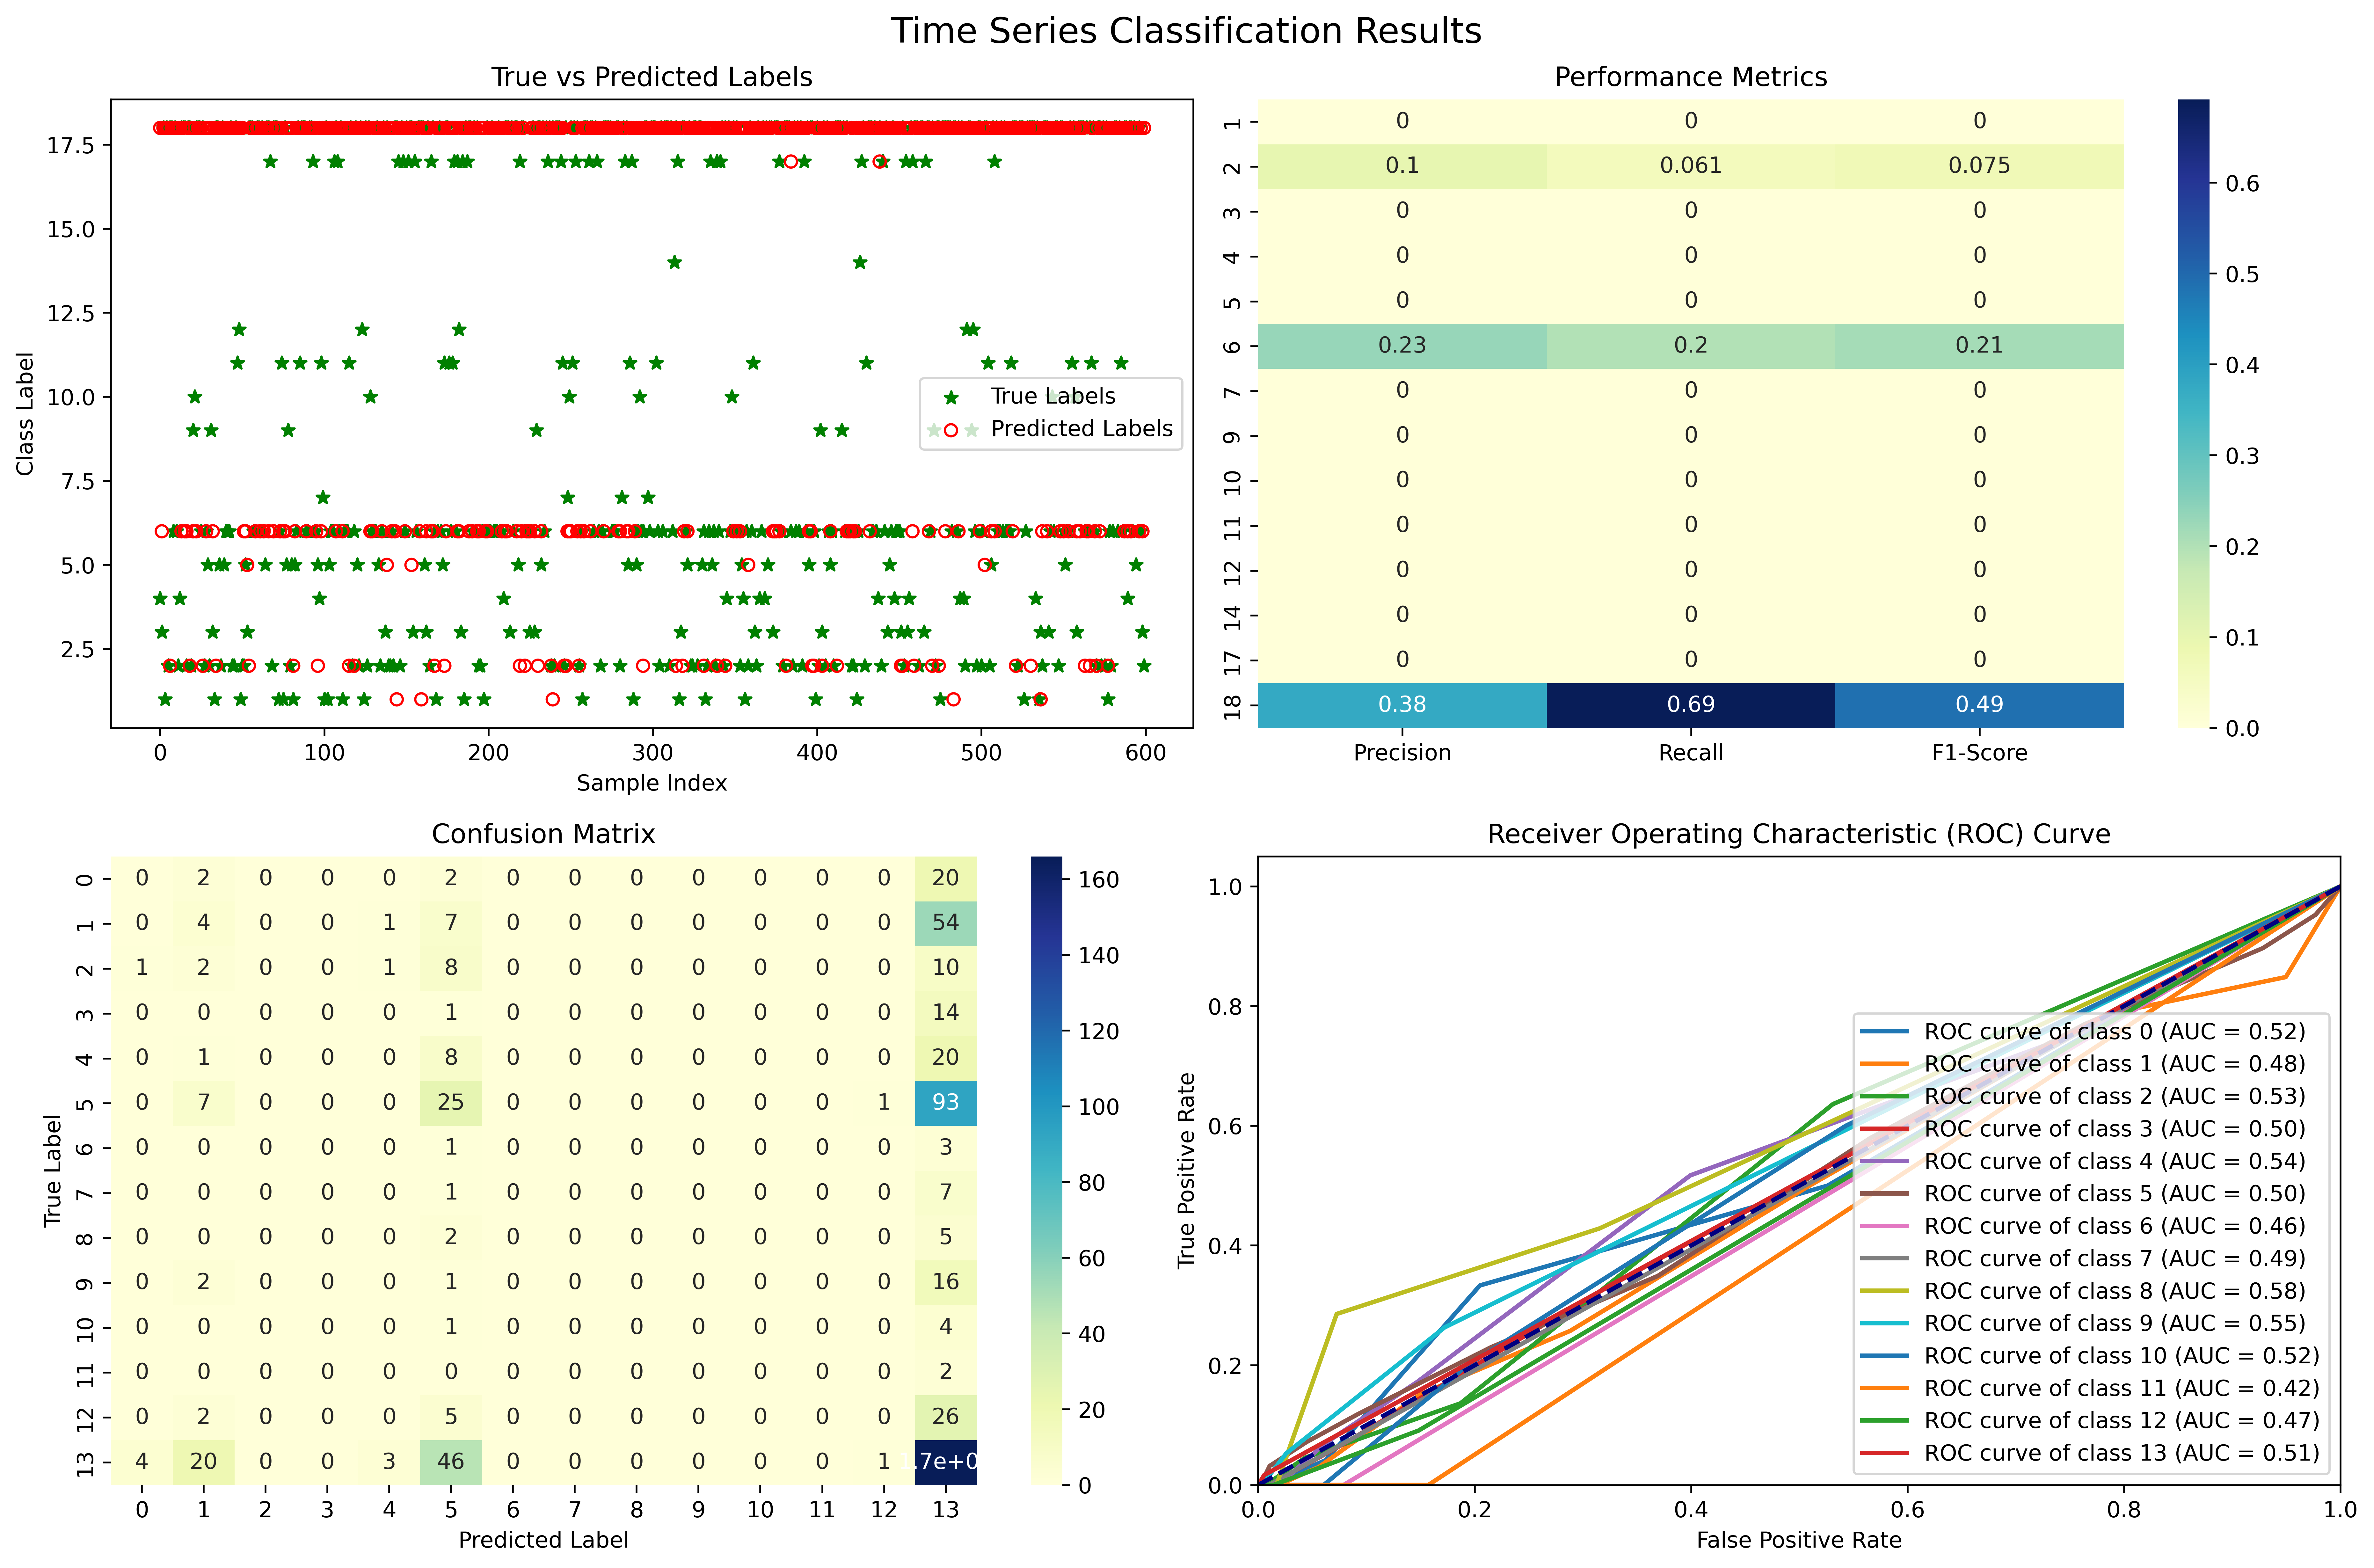 Time Series Classification Results
True vs Predicted Labels
17.5
15.0
12.5
10.0
7.5
5.0
2.5
Class Label
True Labels
Predicted Labels
0 100 200 300 400 500 600
Sample Index
Performance Metrics
1 0 0 0
2 0.1 0.061 0.075
3 0 0 0
4 0 0 0
5 0 0 0
6 0.23 0.2 0.21
7 0 0 0
9 0 0 0
10 0 0 0
11 0 0 0
12 0 0 0
14 0 0 0
17 0 0 0
18 0.38 0.69 0.49
Precision Recall F1-Score
0.6
0.5
0.4
0.3
0.2
0.1
0.0
Confusion Matrix
True Label
0 0 2 0 0 0 2 0 0 0 0 0 0 0 20
1 0 4 0 0 1 7 0 0 0 0 0 0 0 54
2 1 2 0 0 1 8 0 0 0 0 0 0 0 10
3 0 0 0 0 0 1 0 0 0 0 0 0 0 14
4 0 1 0 0 0 8 0 0 0 0 0 0 0 20
5 0 7 0 0 0 25 0 0 0 0 0 0 1 93
6 0 0 0 0 0 1 0 0 0 0 0 0 0 3
7 0 0 0 0 0 1 0 0 0 0 0 0 0 7
8 0 0 0 0 0 2 0 0 0 0 0 0 0 5
9 0 2 0 0 0 1 0 0 0 0 0 0 0 16
10 0 0 0 0 0 1 0 0 0 0 0 0 0 4
11 0 0 0 0 0 0 0 0 0 0 0 0 0 2
12 0 2 0 0 0 5 0 0 0 0 0 0 0 26
13 4 20 0 0 3 46 0 0 0 0 0 0 1
0 1 2 3 4 5 6 7 8 9 10 11 12 13
Predicted Label
160
140
120
100
80
60
40
20
0
Receiver Operating Characteristic (ROC) Curve
1.0
0.8
0.6
0.4
0.2
0.0
True Positive Rate
ROC curve of class 0 (AUC = 0.52)
ROC curve of class 1 (AUC = 0.48)
ROC curve of class 2 (AUC = 0.53)
ROC curve of class 3 (AUC = 0.50)
ROC curve of class 4 (AUC = 0.54)
ROC curve of class 5 (AUC = 0.50)
ROC curve of class 6 (AUC = 0.46)
ROC curve of class 7 (AUC = 0.49)
ROC curve of class 8 (AUC = 0.58)
ROC curve of class 9 (AUC = 0.55)
ROC curve of class 10 (AUC = 0.52)
ROC curve of class 11 (AUC = 0.42)
ROC curve of class 12 (AUC = 0.47)
ROC curve of class 13 (AUC = 0.51)
0.0 0.2 0.4 0.6 0.8 1.0
False Positive Rate